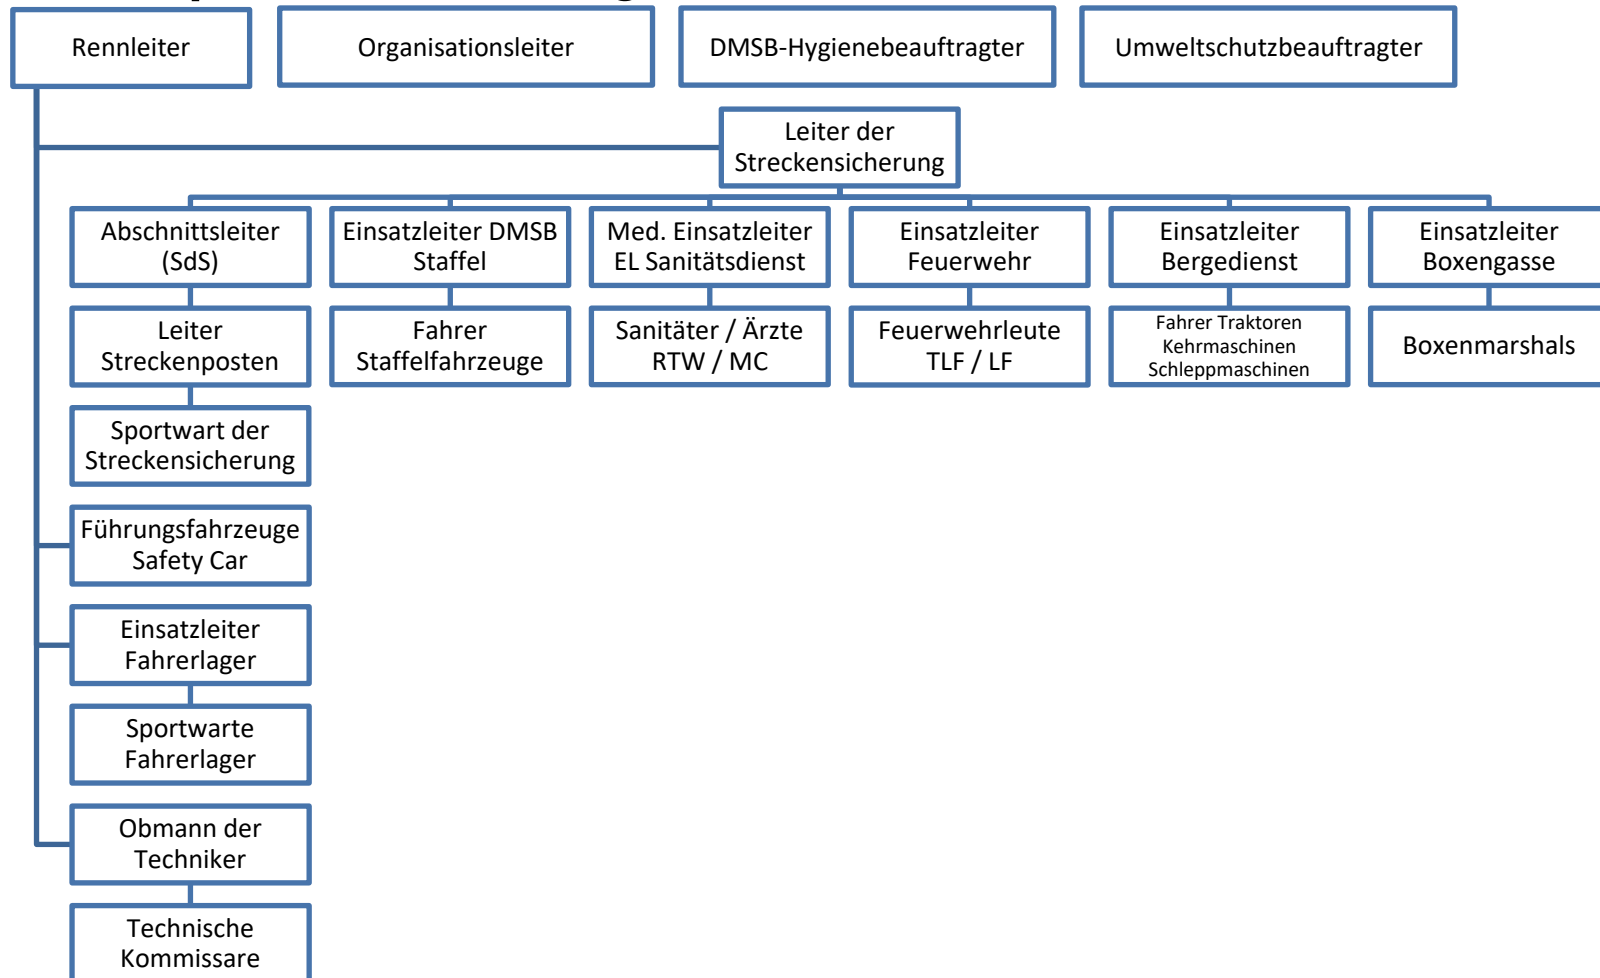 Rennleiter
Organisationsleiter
DMSB-Hygienebeauftragter
Umweltschutzbeauftragter
Leiter der
Streckensicherung
Abschnittsleiter
(SdS)
Einsatzleiter DMSB
Staffel
Med. Einsatzleiter
EL Sanitätsdienst
Einsatzleiter
Feuerwehr
Einsatzleiter
Bergedienst
Einsatzleiter
Boxengasse
Leiter
Streckenposten
Fahrer
Staffelfahrzeuge
Sanitäter / Ärzte
RTW / MC
Feuerwehrleute
TLF / LF
Fahrer Traktoren
Kehrmaschinen
Schleppmaschinen
Boxenmarshals
Sportwart der
Streckensicherung
Führungsfahrzeuge
Safety Car
Einsatzleiter
Fahrerlager
Sportwarte
Fahrerlager
Obmann der
Techniker
Technische
Kommissare